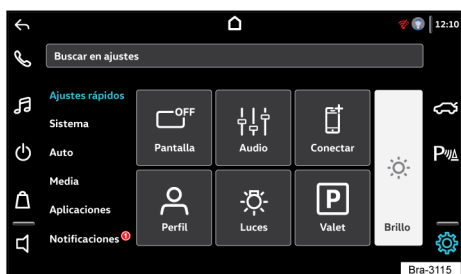 12:10
Buscar en ajustes
Ajustes rápidos
Sistema
Auto
Media
Aplicaciones
Notificaciones 1
OFF
Pantalla
Audio
Conectar
P
Perfil
Luces
Valet
Brillo
P
Bra-3115